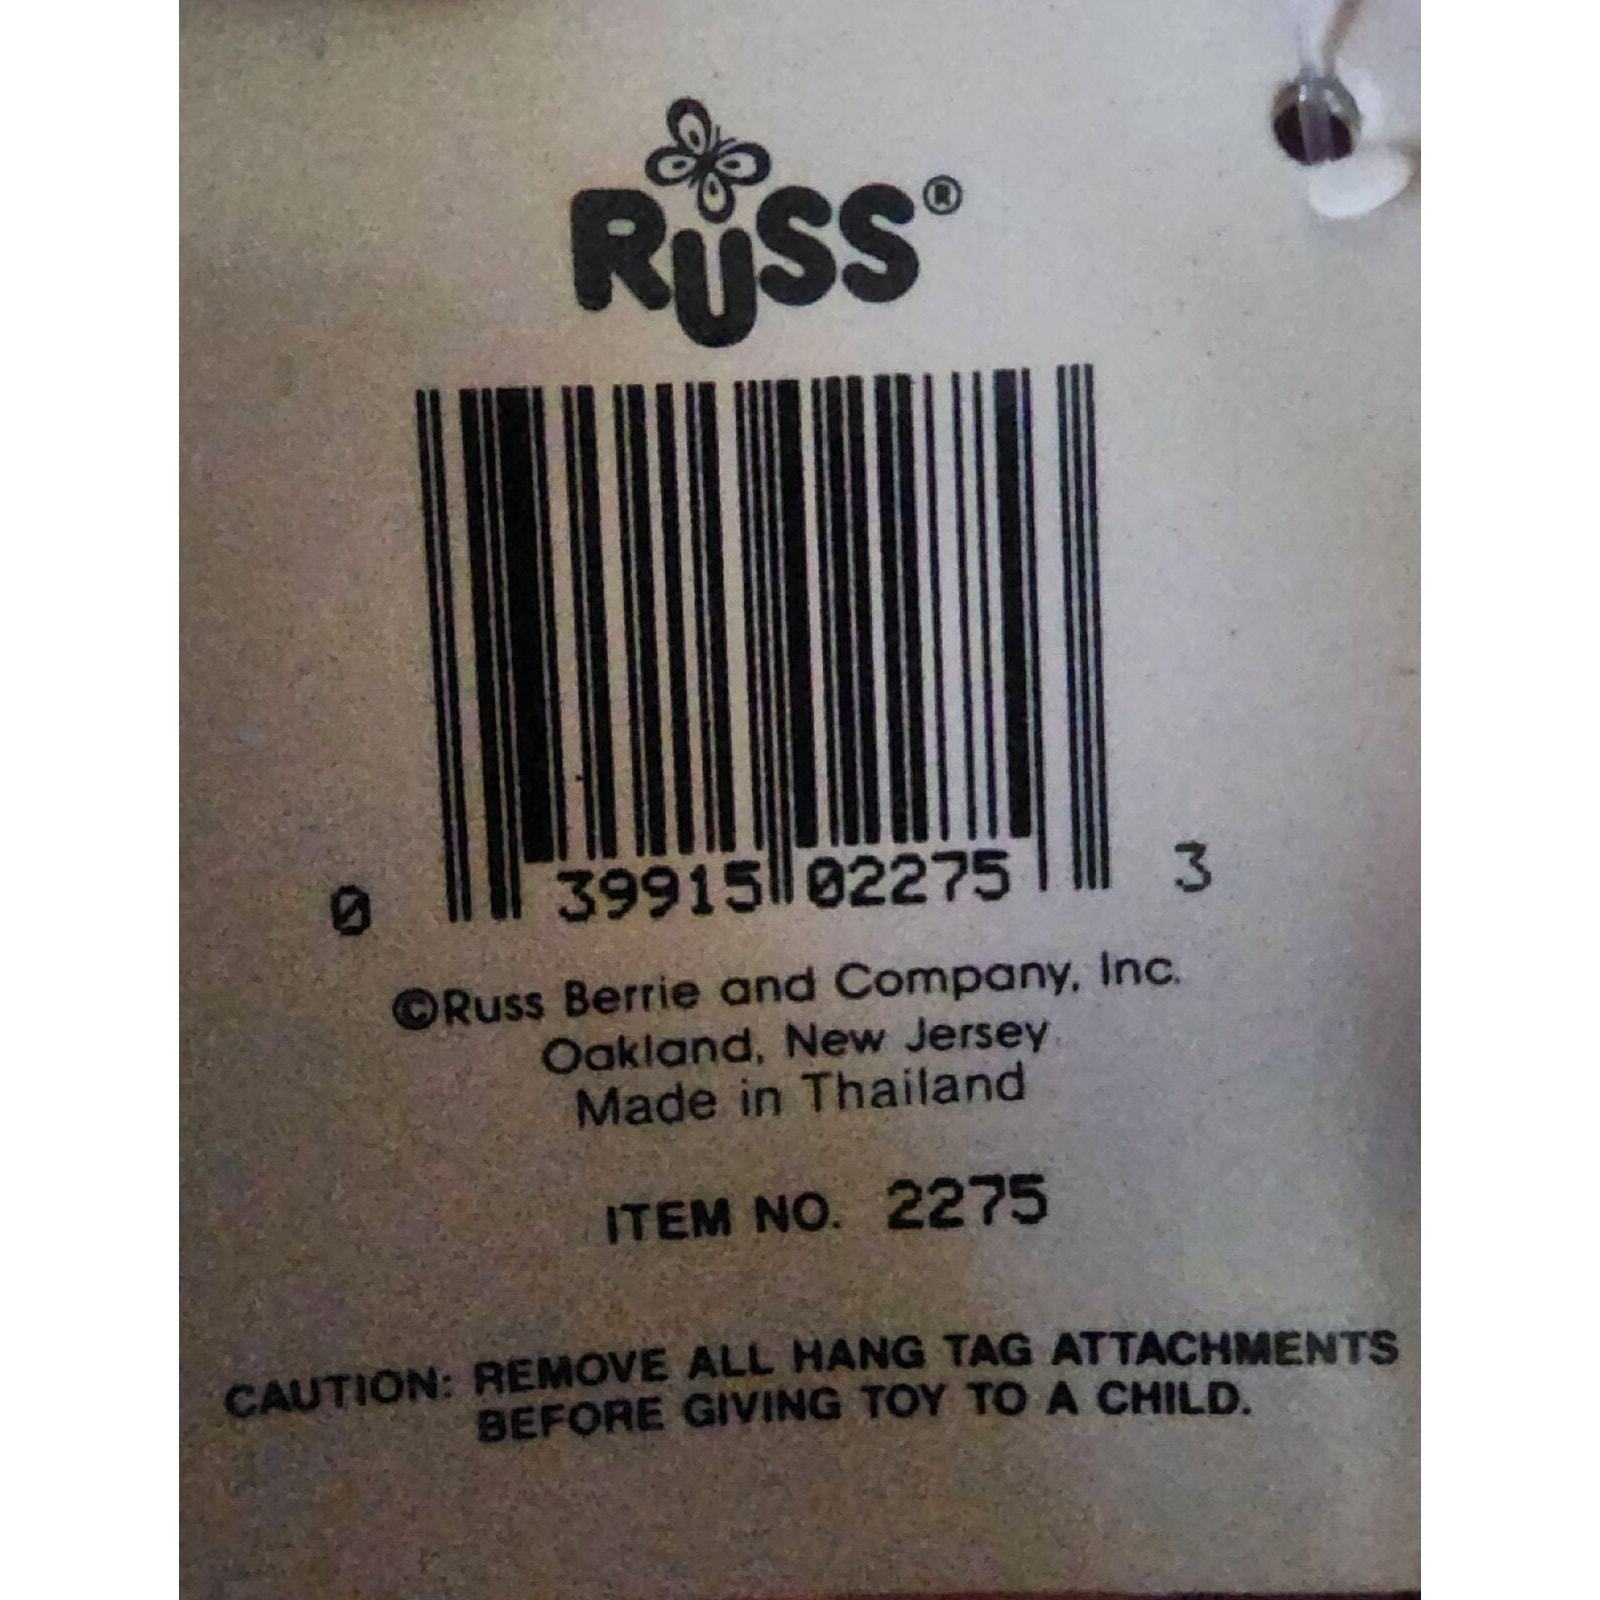 RUSS®
0 39915 02275 3
©Russ Berrie and Company, Inc.
Oakland, New Jersey
Made in Thailand
ITEM NO. 2275
CAUTION: REMOVE ALL HANG TAG ATTACHMENTS
BEFORE GIVING TOY TO A CHILD.